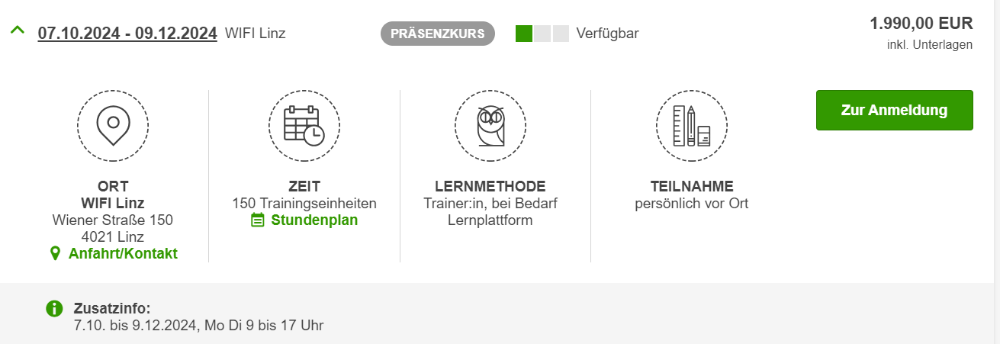 07.10.2024 - 09.12.2024 WIFI Linz PRÄSENZKURS Verfügbar 1.990,00 EUR
inkl. Unterlagen
Zur Anmeldung
ORT
WIFI Linz
Wiener Straße 150
4021 Linz
Anfahrt/Kontakt
ZEIT
150 Trainingseinheiten
Stundenplan
LERNMETHODE
Trainer:in, bei Bedarf
Lernplattform
TEILNAHME
persönlich vor Ort
Zusatzinfo:
7.10. bis 9.12.2024, Mo Di 9 bis 17 Uhr